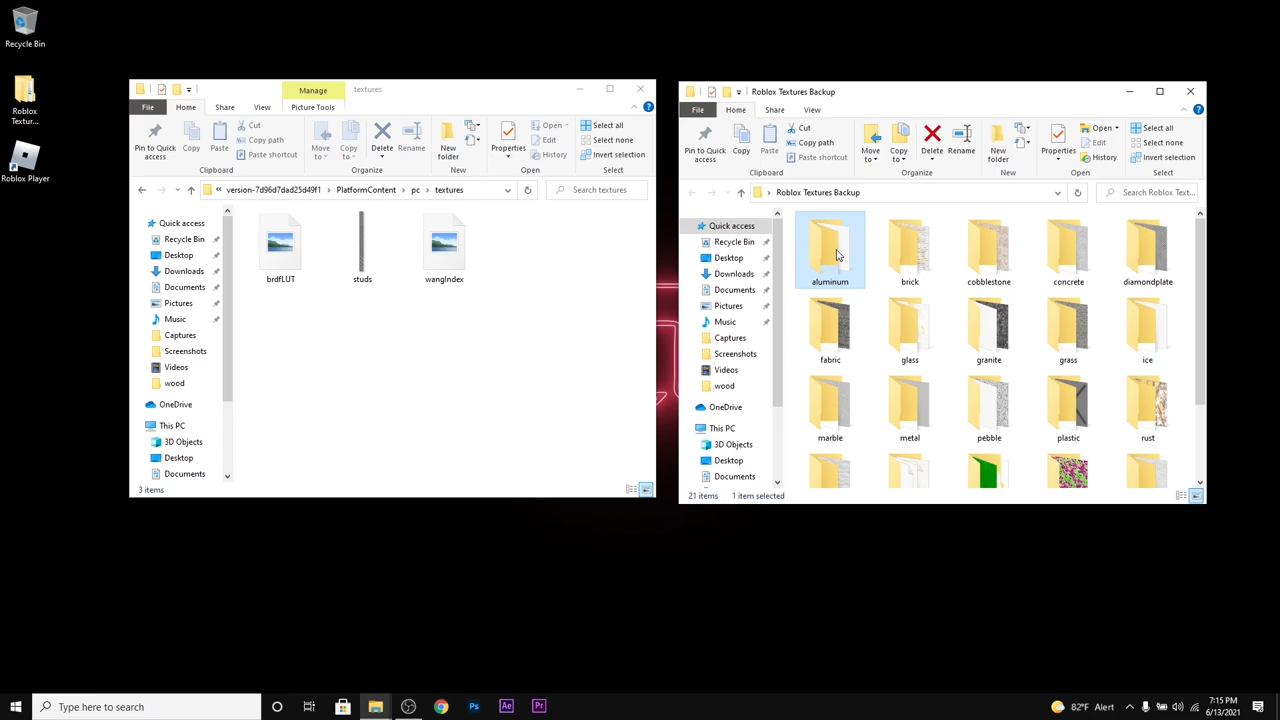 Recycle Bin
Roblox
Textur...
Roblox Player
Manage
textures
File
Home
Share
View
Picture Tools
Pin to Quick
access
Copy
Paste
Cut
Copy path
Paste shortcut
Clipboard
Move
to
Copy
to
Delete
Rename
Organize
New
folder
New
Properties
Open
Edit
History
Open
Select all
Select none
Invert selection
Select
« version-7d96d7dad25d49f1 › PlatformContent › pc › textures
Search textures
Quick access
Recycle Bin
Desktop
Downloads
Documents
Pictures
Music
Captures
Screenshots
Videos
wood
OneDrive
This PC
3D Objects
Desktop
Documents
brdfLUT
studs
wangIndex
3 items
Roblox Textures Backup
File
Home
Share
View
Pin to Quick
access
Copy
Paste
Cut
Copy path
Paste shortcut
Clipboard
Move
to
Copy
to
Delete
Rename
Organize
New
folder
New
Properties
Open
Edit
History
Open
Select all
Select none
Invert selection
Select
› Roblox Textures Backup
Search Roblox Text...
Quick access
Recycle Bin
Desktop
Downloads
Documents
Pictures
Music
Captures
Screenshots
Videos
wood
OneDrive
This PC
3D Objects
Desktop
Documents
aluminum
brick
cobblestone
concrete
diamondplate
fabric
glass
granite
grass
ice
marble
metal
pebble
plastic
rust
21 items
1 item selected
Type here to search
Ps
Ae
Pr
82°F Alert
7:15 PM
6/13/2021